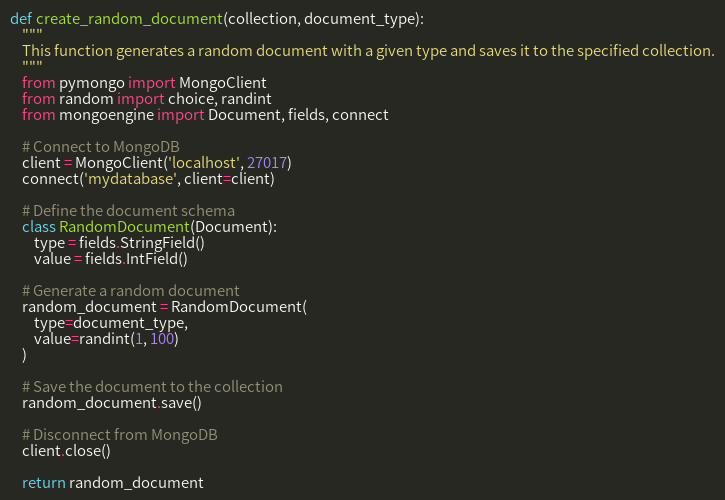 def create_random_document(collection, document_type):
    """
    This function generates a random document with a given type and saves it to the specified collection.
    """
    from pymongo import MongoClient
    from random import choice, randint
    from mongoengine import Document, fields, connect

    # Connect to MongoDB
    client = MongoClient('localhost', 27017)
    connect('mydatabase', client=client)

    # Define the document schema
    class RandomDocument(Document):
        type = fields.StringField()
        value = fields.IntField()

    # Generate a random document
    random_document = RandomDocument(
        type=document_type,
        value=randint(1, 100)
    )

    # Save the document to the collection
    random_document.save()

    # Disconnect from MongoDB
    client.close()

    return random_document